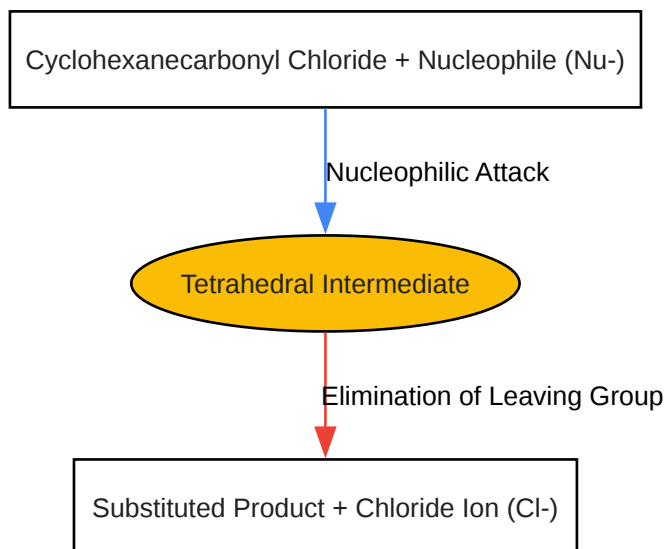 Cyclohexanecarbonyl Chloride + Nucleophile (Nu-)
Nucleophilic Attack
Tetrahedral Intermediate
Elimination of Leaving Group
Substituted Product + Chloride Ion (Cl-)